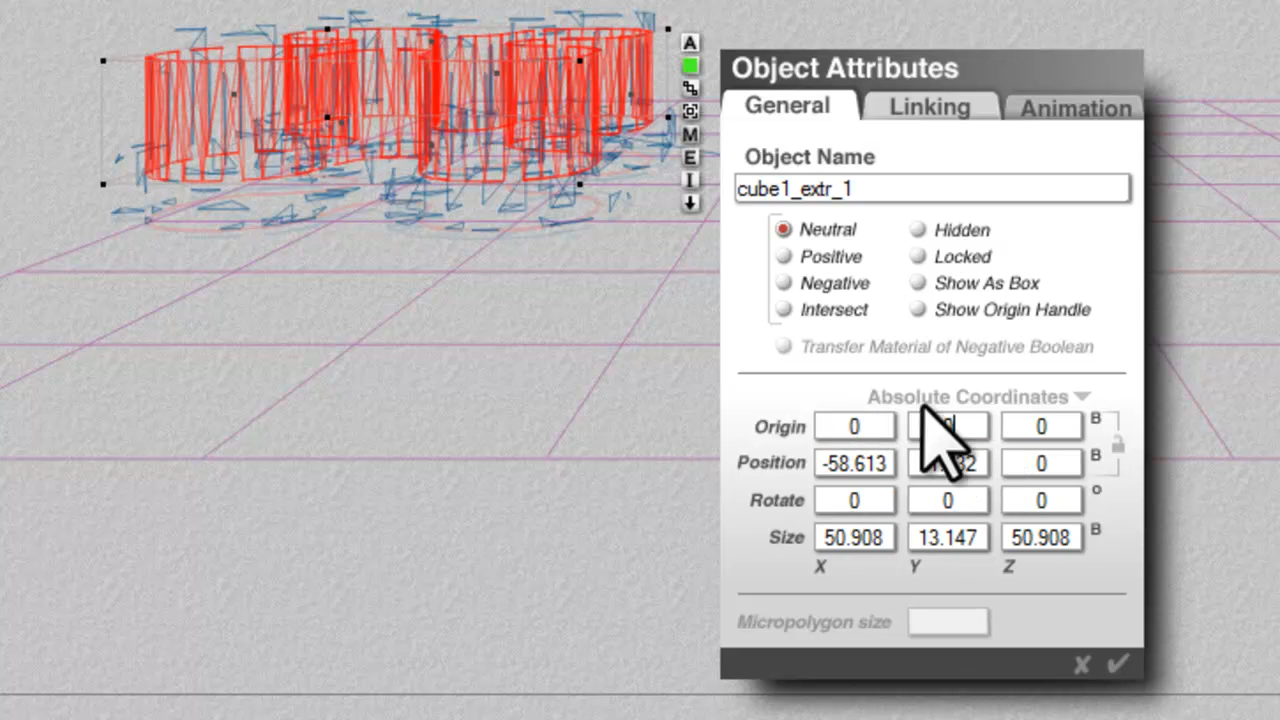 A
M
E
I
Object Attributes
General Linking Animation
Object Name
cube1_extr_1
Neutral Hidden
Positive Locked
Negative Show As Box
Intersect Show Origin Handle
Transfer Material of Negative Boolean
Absolute Coordinates
Origin 0 0 B
Position -58.613 32 0 B
Rotate 0 0 0 °
Size 50.908 13.147 50.908 B
X Y Z
Micropolygon size